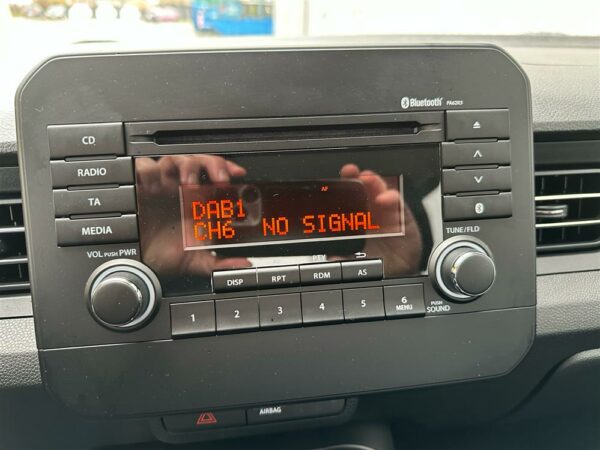 Bluetooth
CD
RADIO
TA
MEDIA
VOL PUSH PWR
AF
DAB1
CH6 NO SIGNAL
TUNE/FLD
PTY
DISP RPT RDM AS
1 2 3 4 5 6
MENU
PUSH
SOUND
AIRBAG